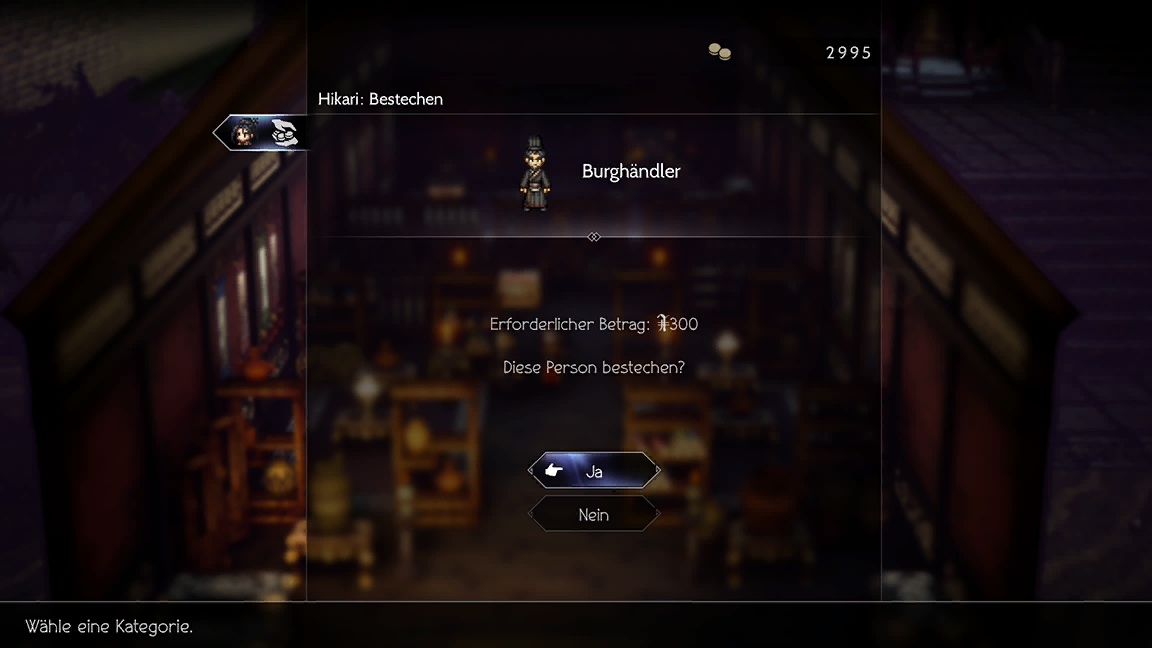 2995
Hikari: Bestechen
Burghändler
Erforderlicher Betrag: 300
Diese Person bestechen?
Ja
Nein
Wähle eine Kategorie.